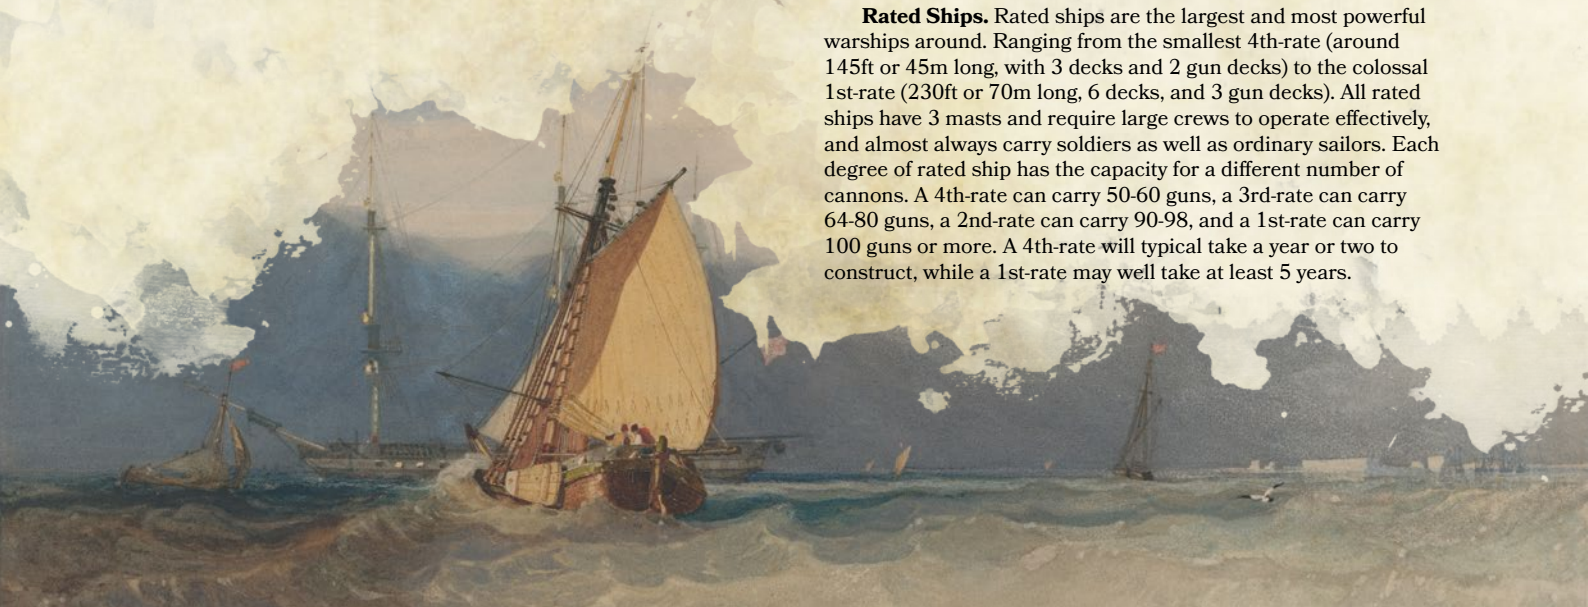 Rated Ships. Rated ships are the largest and most powerful
warships around. Ranging from the smallest 4th-rate (around
145ft or 45m long, with 3 decks and 2 gun decks) to the colossal
1st-rate (230ft or 70m long, 6 decks, and 3 gun decks). All rated
ships have 3 masts and require large crews to operate effectively,
and almost always carry soldiers as well as ordinary sailors. Each
degree of rated ship has the capacity for a different number of
cannons. A 4th-rate can carry 50-60 guns, a 3rd-rate can carry
64-80 guns, a 2nd-rate can carry 90-98, and a 1st-rate can carry
100 guns or more. A 4th-rate will typical take a year or two to
construct, while a 1st-rate may well take at least 5 years.